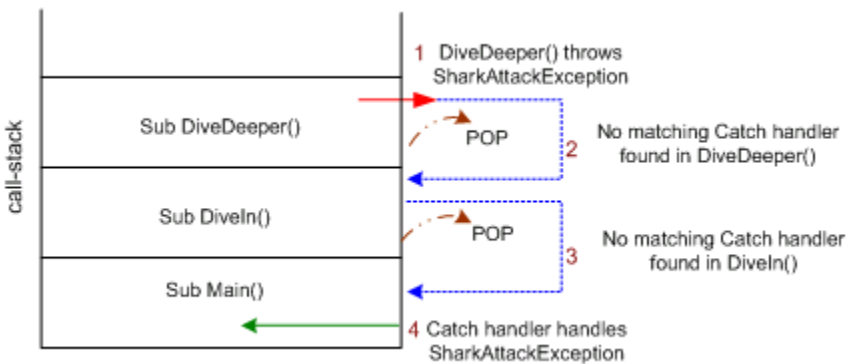 1 DiveDeeper() throws
SharkAttackException
call-stack
Sub DiveDeeper()
POP
2
No matching Catch handler
found in DiveDeeper()
Sub DiveIn()
POP
3
No matching Catch handler
found in DiveIn()
Sub Main()
4 Catch handler handles
SharkAttackException